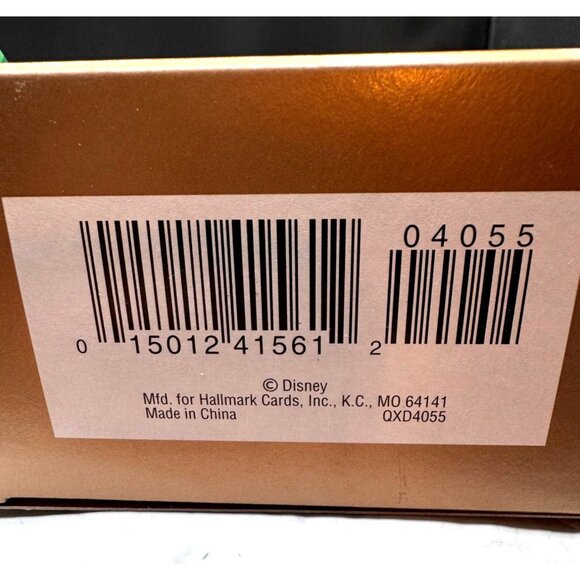 04055
0 15012 41561 2
© Disney
Mfd. for Hallmark Cards, Inc., K.C., MO 64141
Made in China QXD4055